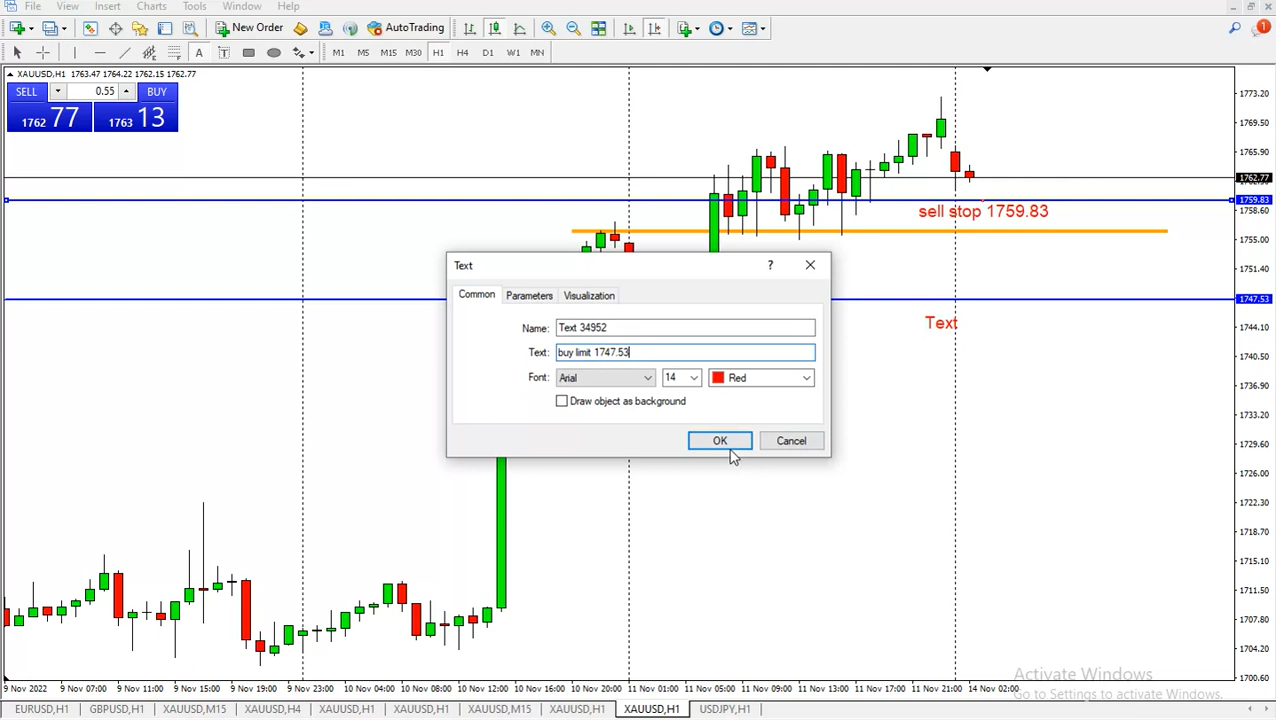 File View Insert Charts Tools Window Help
New Order AutoTrading 1
A T M1 M5 M15 M30 H1 H4 D1 W1 MN
XAUUSD,H1 1763.47 1764.22 1762.15 1762.77
SELL 0.55 BUY
1762 77 1763 13
1773.20
1769.50
1765.90
1762.77
1759.83
sell stop 1759.83
1758.60
1755.00
1751.40
1747.53
1744.10
1740.50
1736.90
1733.20
1729.60
1726.00
1722.30
1718.70
1715.10
1711.50
1707.80
1704.20
1700.60
Text
Text ?
Common Parameters Visualization
Name: Text 34952
Text: buy limit 1747.53
Font: Arial 14 Red
Draw object as background
OK Cancel
Activate Windows
Go to Settings to activate Windows.
9 Nov 2022 9 Nov 07:00 9 Nov 11:00 9 Nov 15:00 9 Nov 19:00 9 Nov 23:00 10 Nov 04:00 10 Nov 08:00 10 Nov 12:00 10 Nov 16:00 10 Nov 20:00 11 Nov 01:00 11 Nov 05:00 11 Nov 09:00 11 Nov 13:00 11 Nov 17:00 11 Nov 21:00 14 Nov 02:00
EURUSD,H1 GBPUSD,H1 XAUUSD,M15 XAUUSD,H4 XAUUSD,H1 XAUUSD,H1 XAUUSD,M15 XAUUSD,H1 XAUUSD,H1 USDJPY,H1